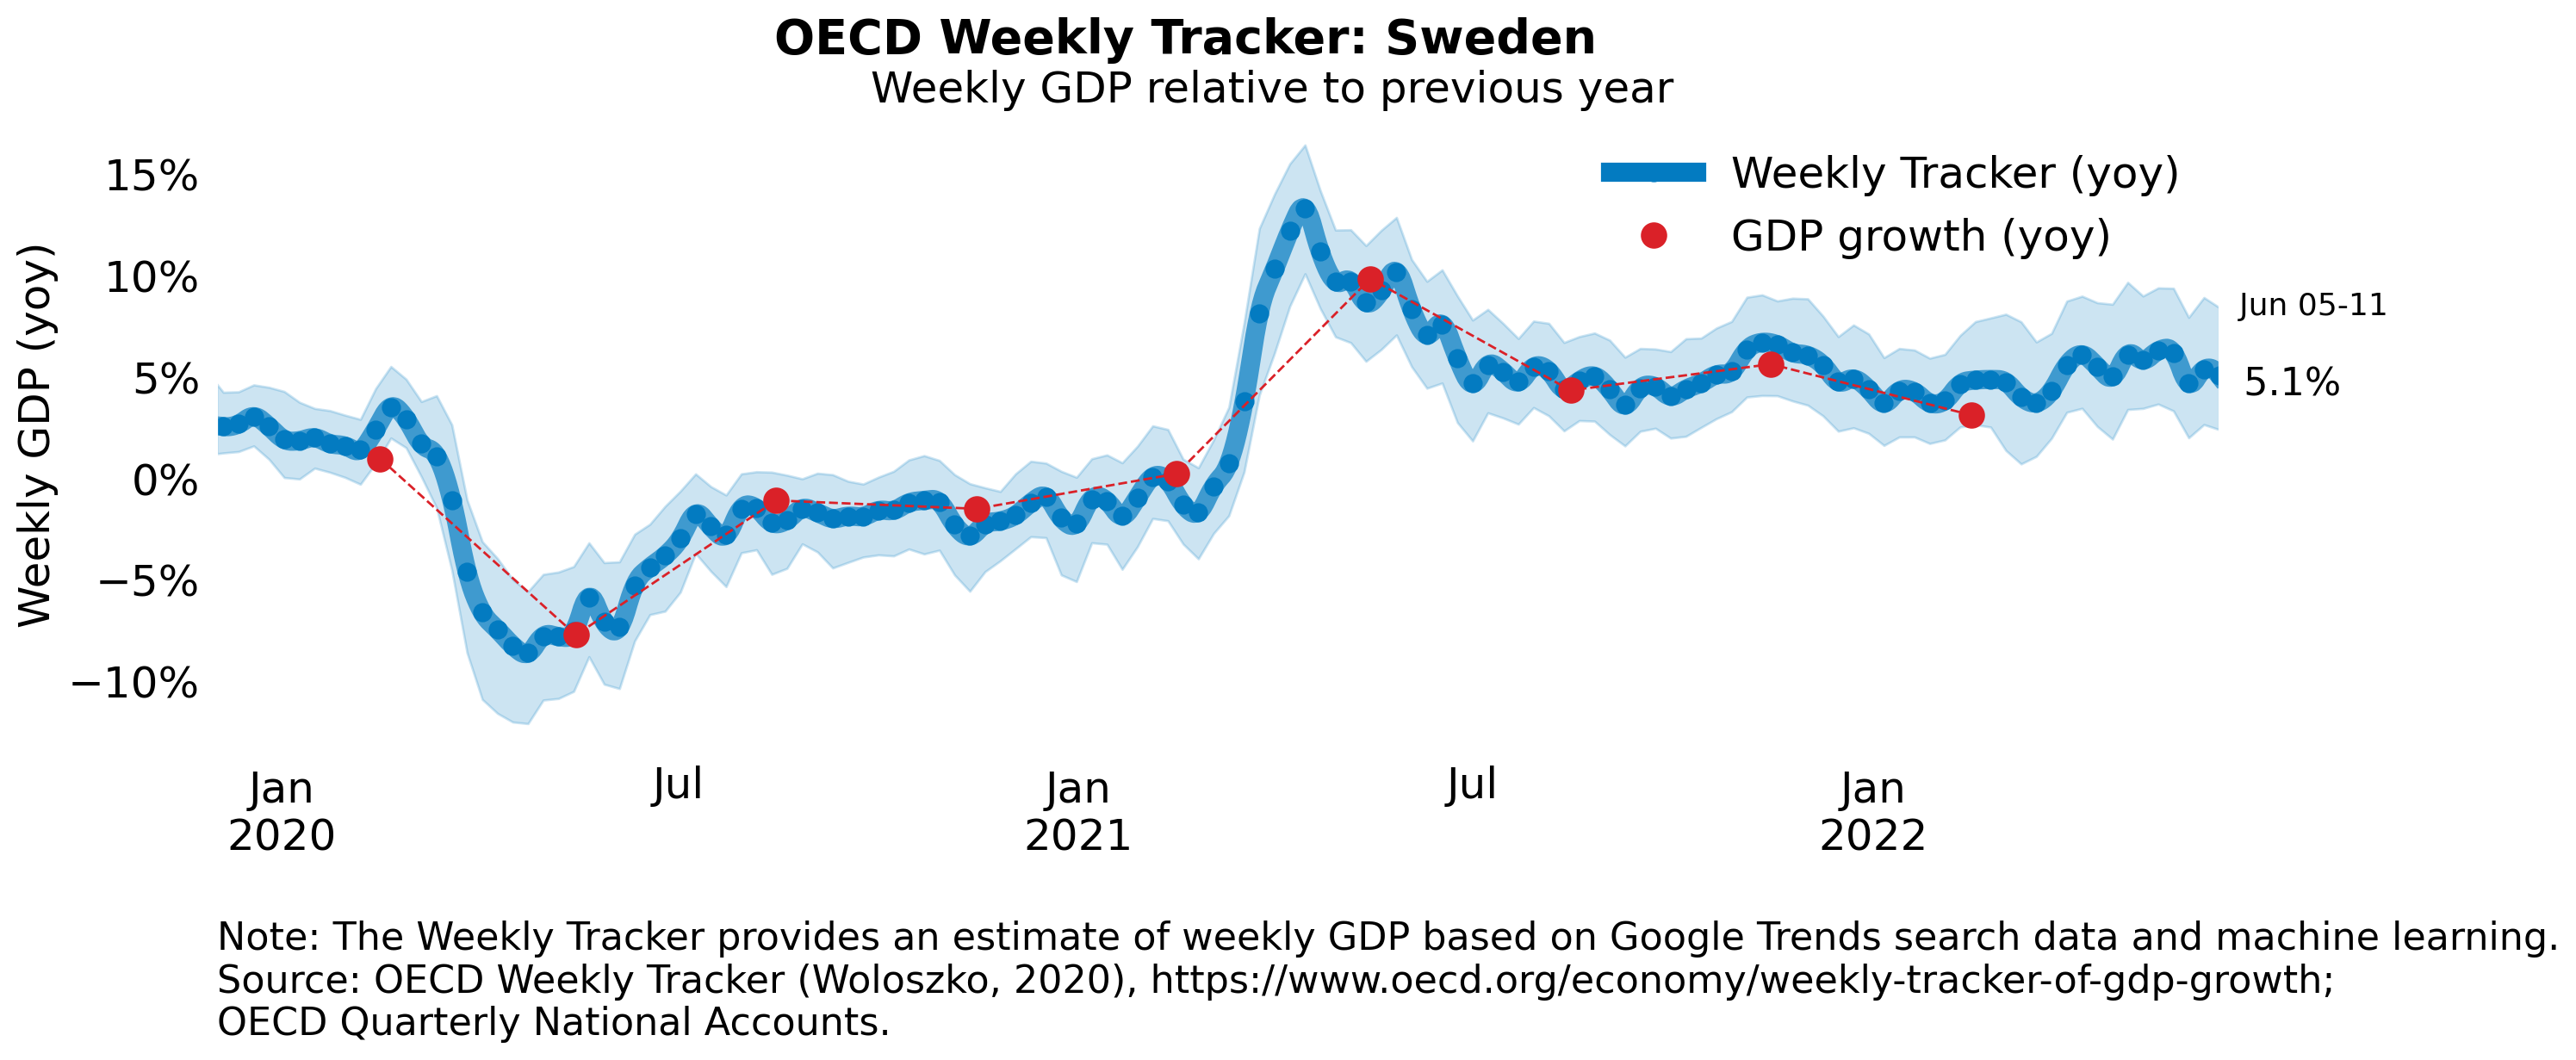 OECD Weekly Tracker: Sweden
Weekly GDP relative to previous year
Weekly GDP (yoy)
15%
10%
5%
0%
−5%
−10%
Weekly Tracker (yoy)
GDP growth (yoy)
Jun 05-11
5.1%
Jan
2020
Jul
Jan
2021
Jul
Jan
2022
Note: The Weekly Tracker provides an estimate of weekly GDP based on Google Trends search data and machine learning.
Source: OECD Weekly Tracker (Woloszko, 2020), https://www.oecd.org/economy/weekly-tracker-of-gdp-growth;
OECD Quarterly National Accounts.